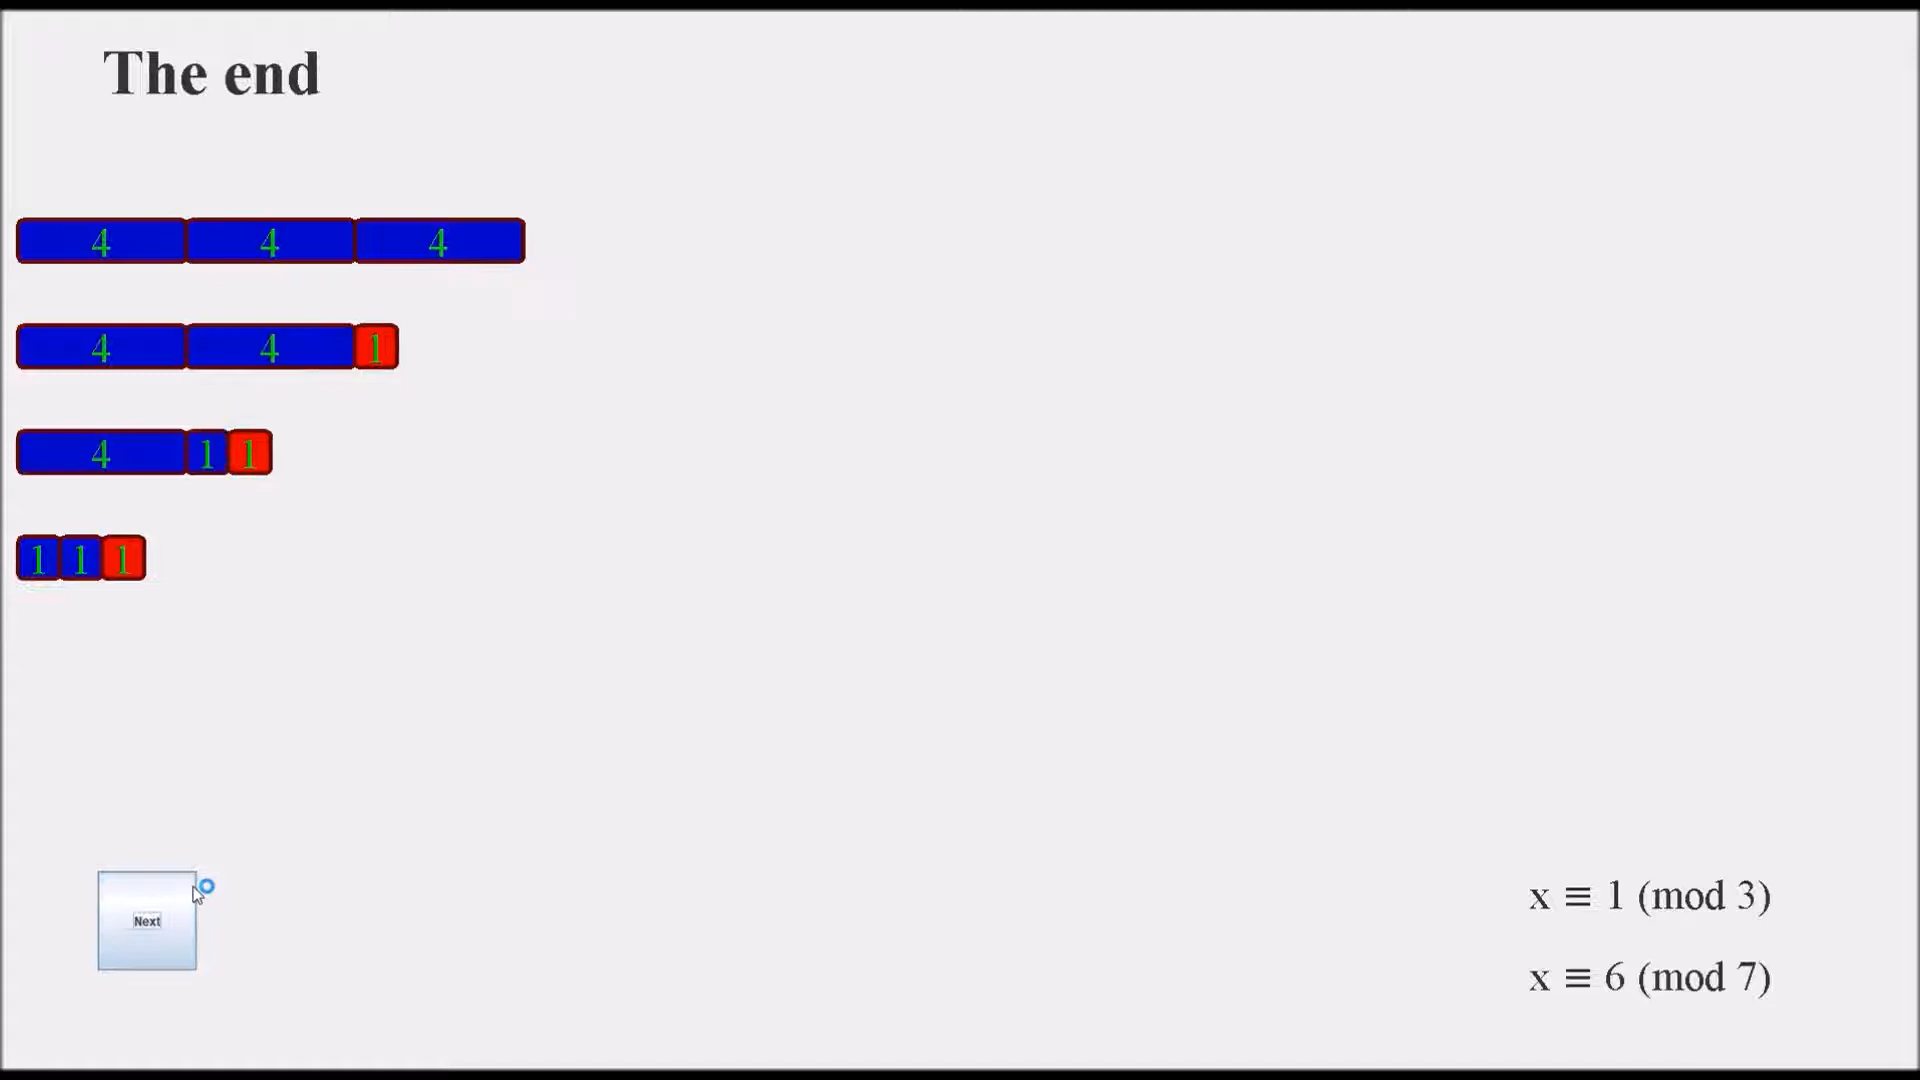 The end
4 4 4
4 4 1
4 1 1
1 1 1
Next
x ≡ 1 (mod 3)
x ≡ 6 (mod 7)